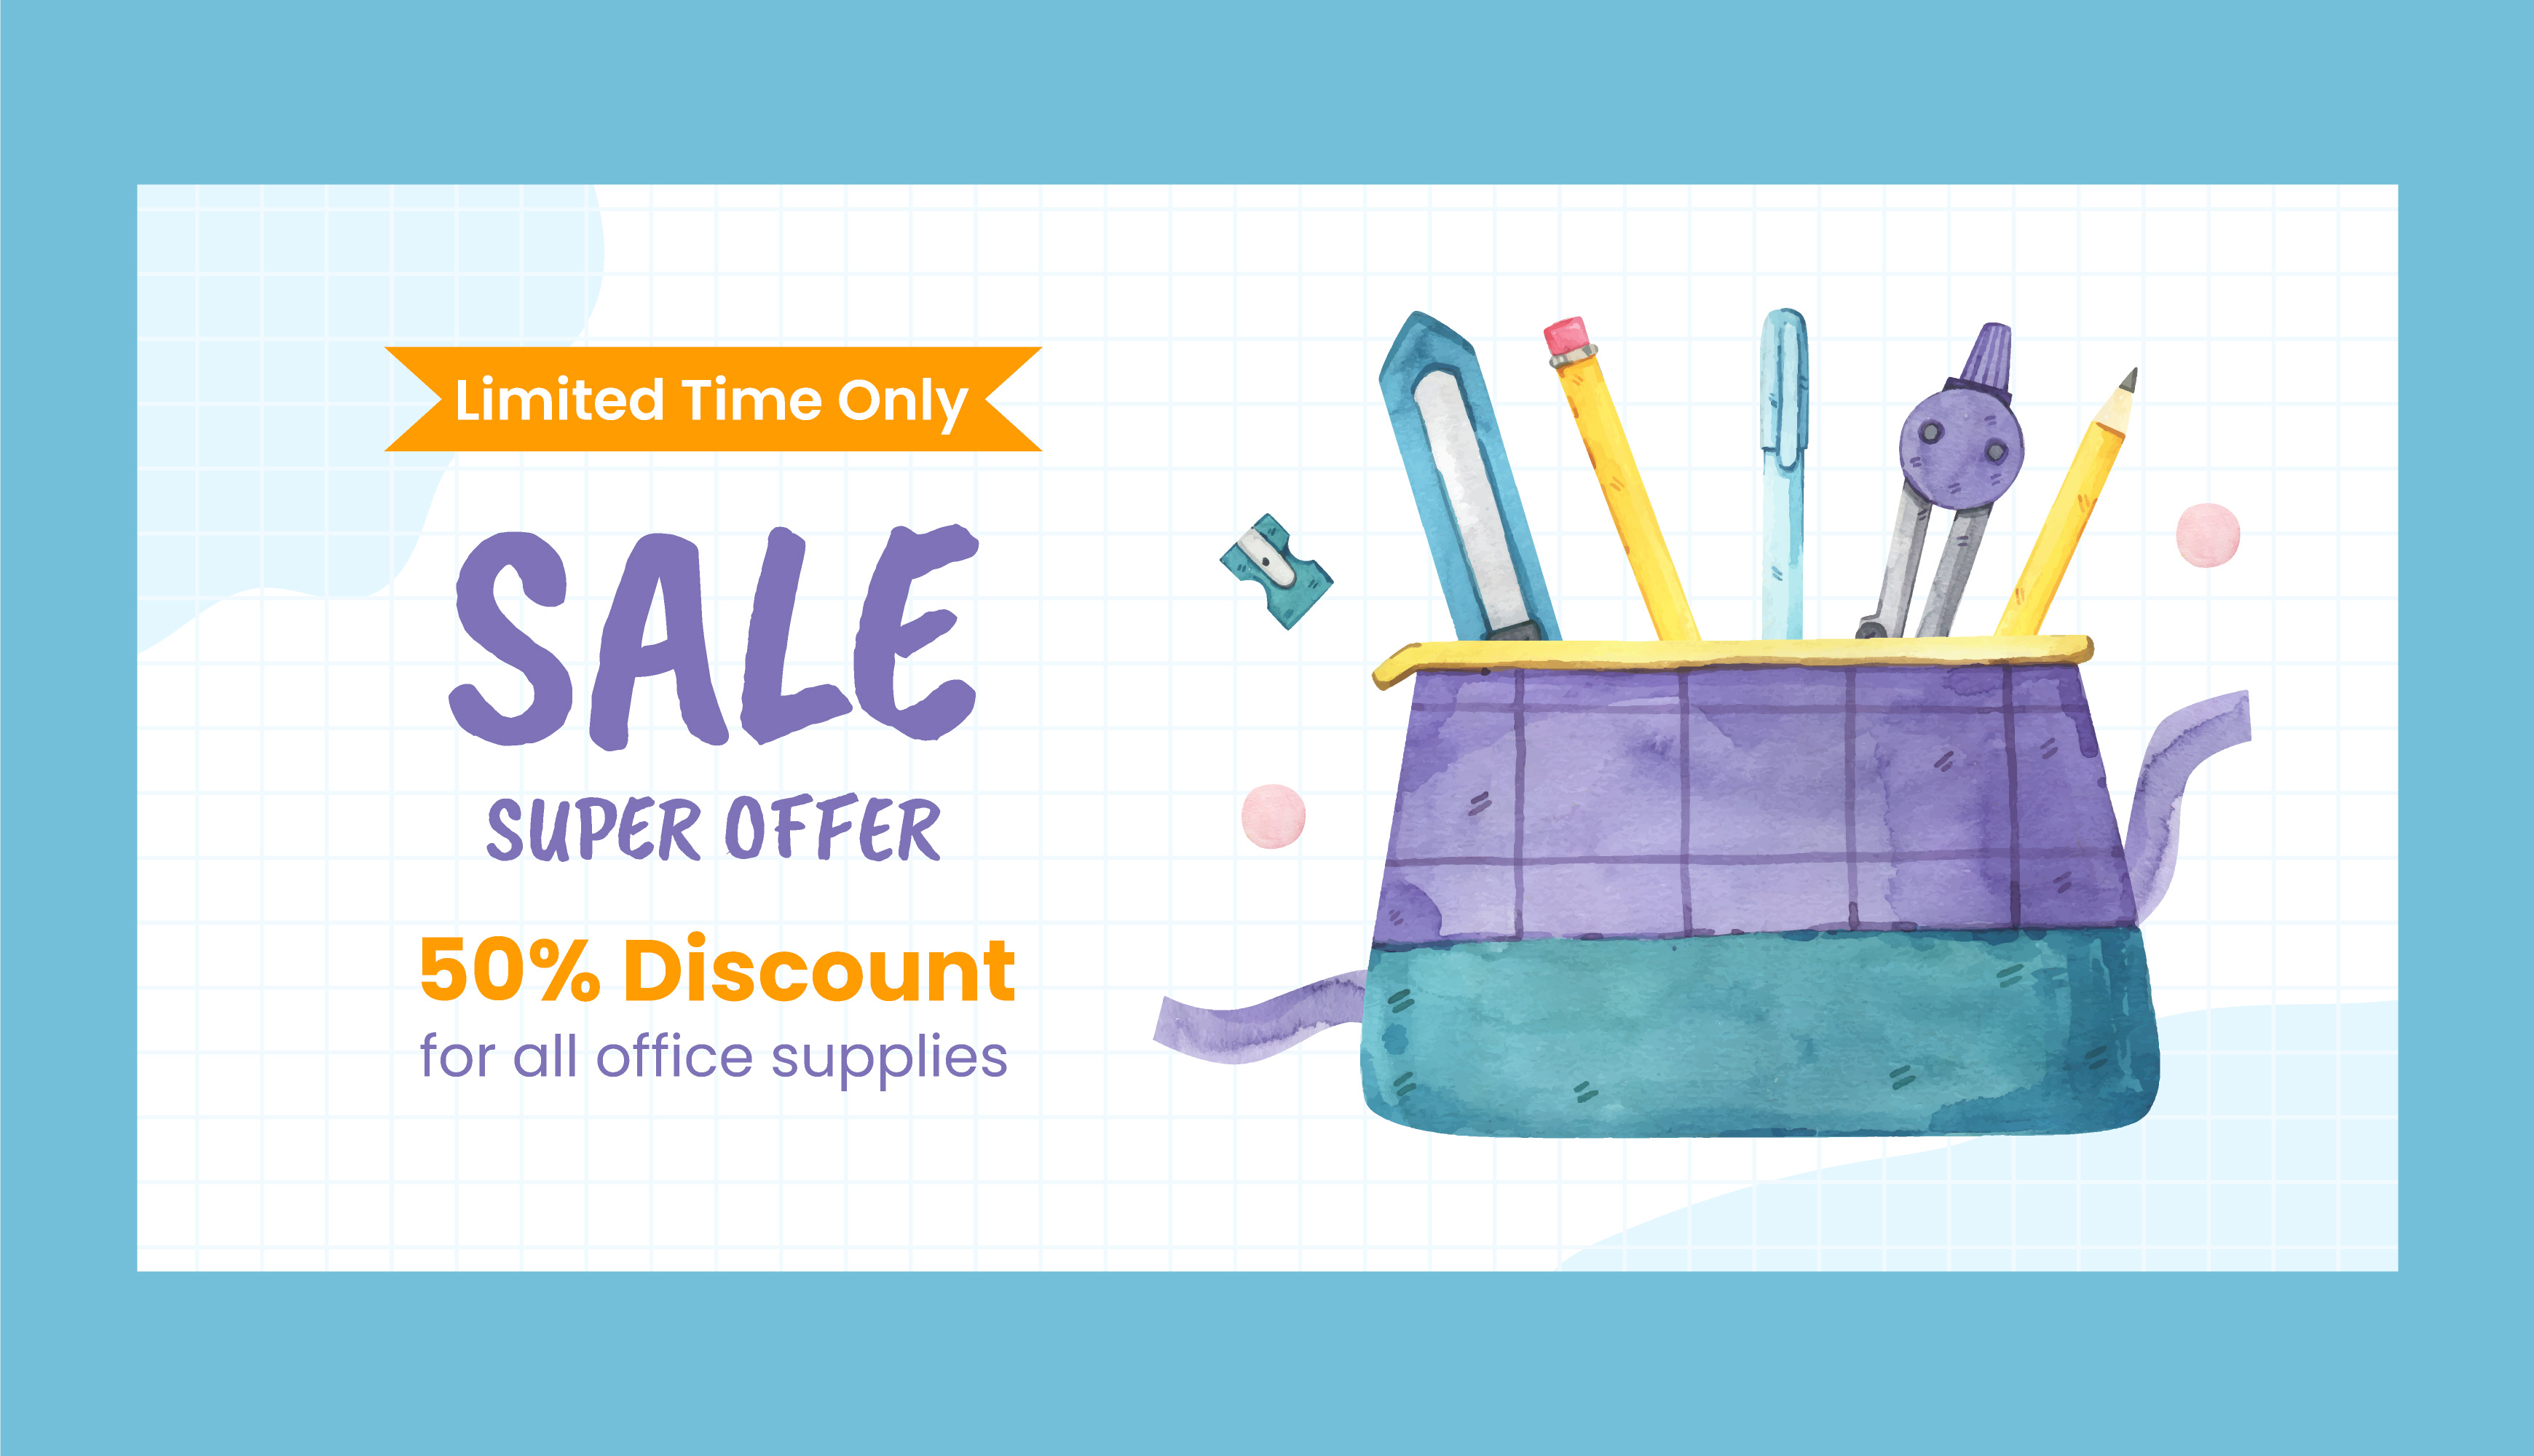 Limited Time Only
SALE
SUPER OFFER
50% Discount
for all office supplies